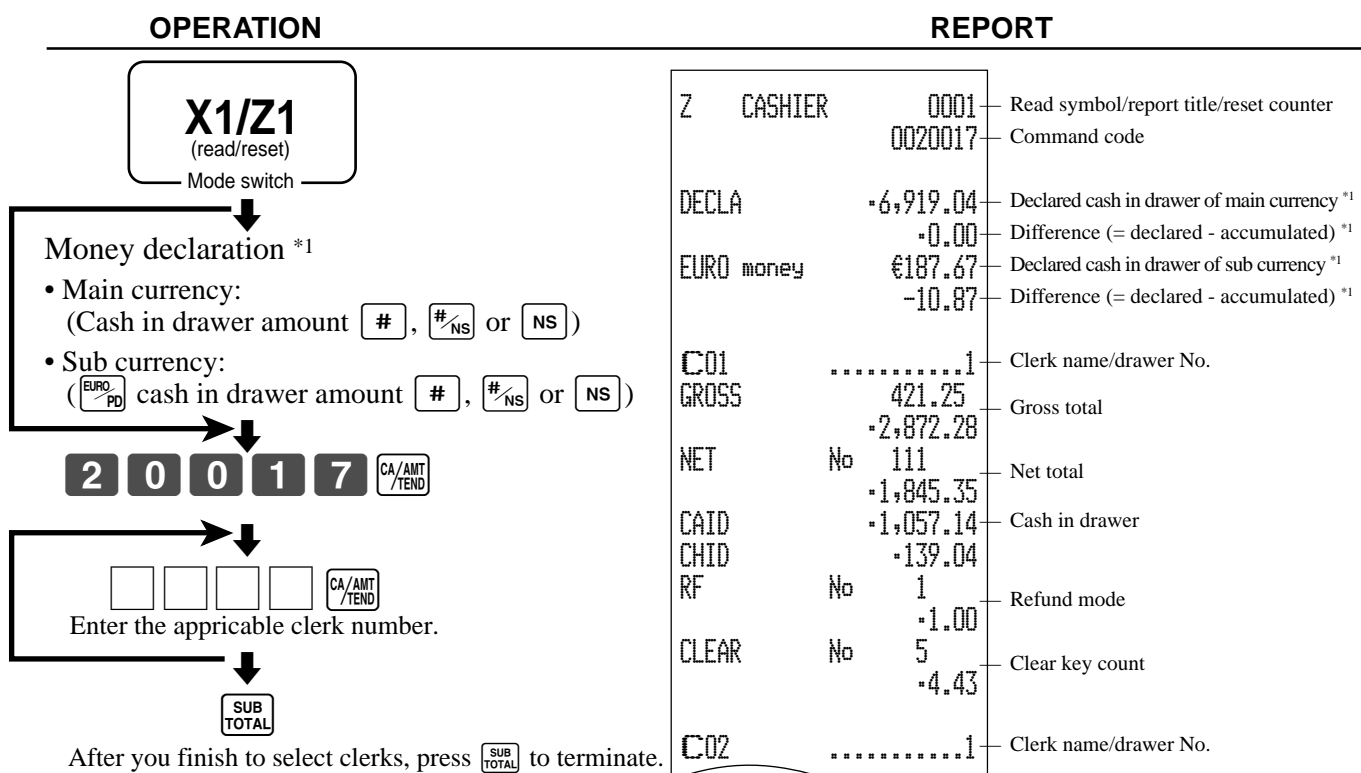 OPERATION
REPORT
X1/Z1
(read/reset)
Mode switch
Money declaration *1
• Main currency:
(Cash in drawer amount #, #/NS or NS)
• Sub currency:
(EURO/PD cash in drawer amount #, #/NS or NS)
2 0 0 1 7 CA/AMT/TEND
CA/AMT/TEND
Enter the appricable clerk number.
SUB TOTAL
After you finish to select clerks, press SUB TOTAL to terminate.
Z CASHIER 0001 Read symbol/report title/reset counter
0020017 Command code
DECLA ·6,919.04 Declared cash in drawer of main currency *1
·0.00 Difference (= declared - accumulated) *1
EURO money €187.67 Declared cash in drawer of sub currency *1
-10.87 Difference (= declared - accumulated) *1
C01 ...........1 Clerk name/drawer No.
GROSS 421.25
Gross total
·2,872.28
NET No 111
Net total
·1,845.35
CAID ·1,057.14 Cash in drawer
CHID ·139.04
RF No 1
Refund mode
·1.00
CLEAR No 5
Clear key count
·4.43
C02 ...........1 Clerk name/drawer No.